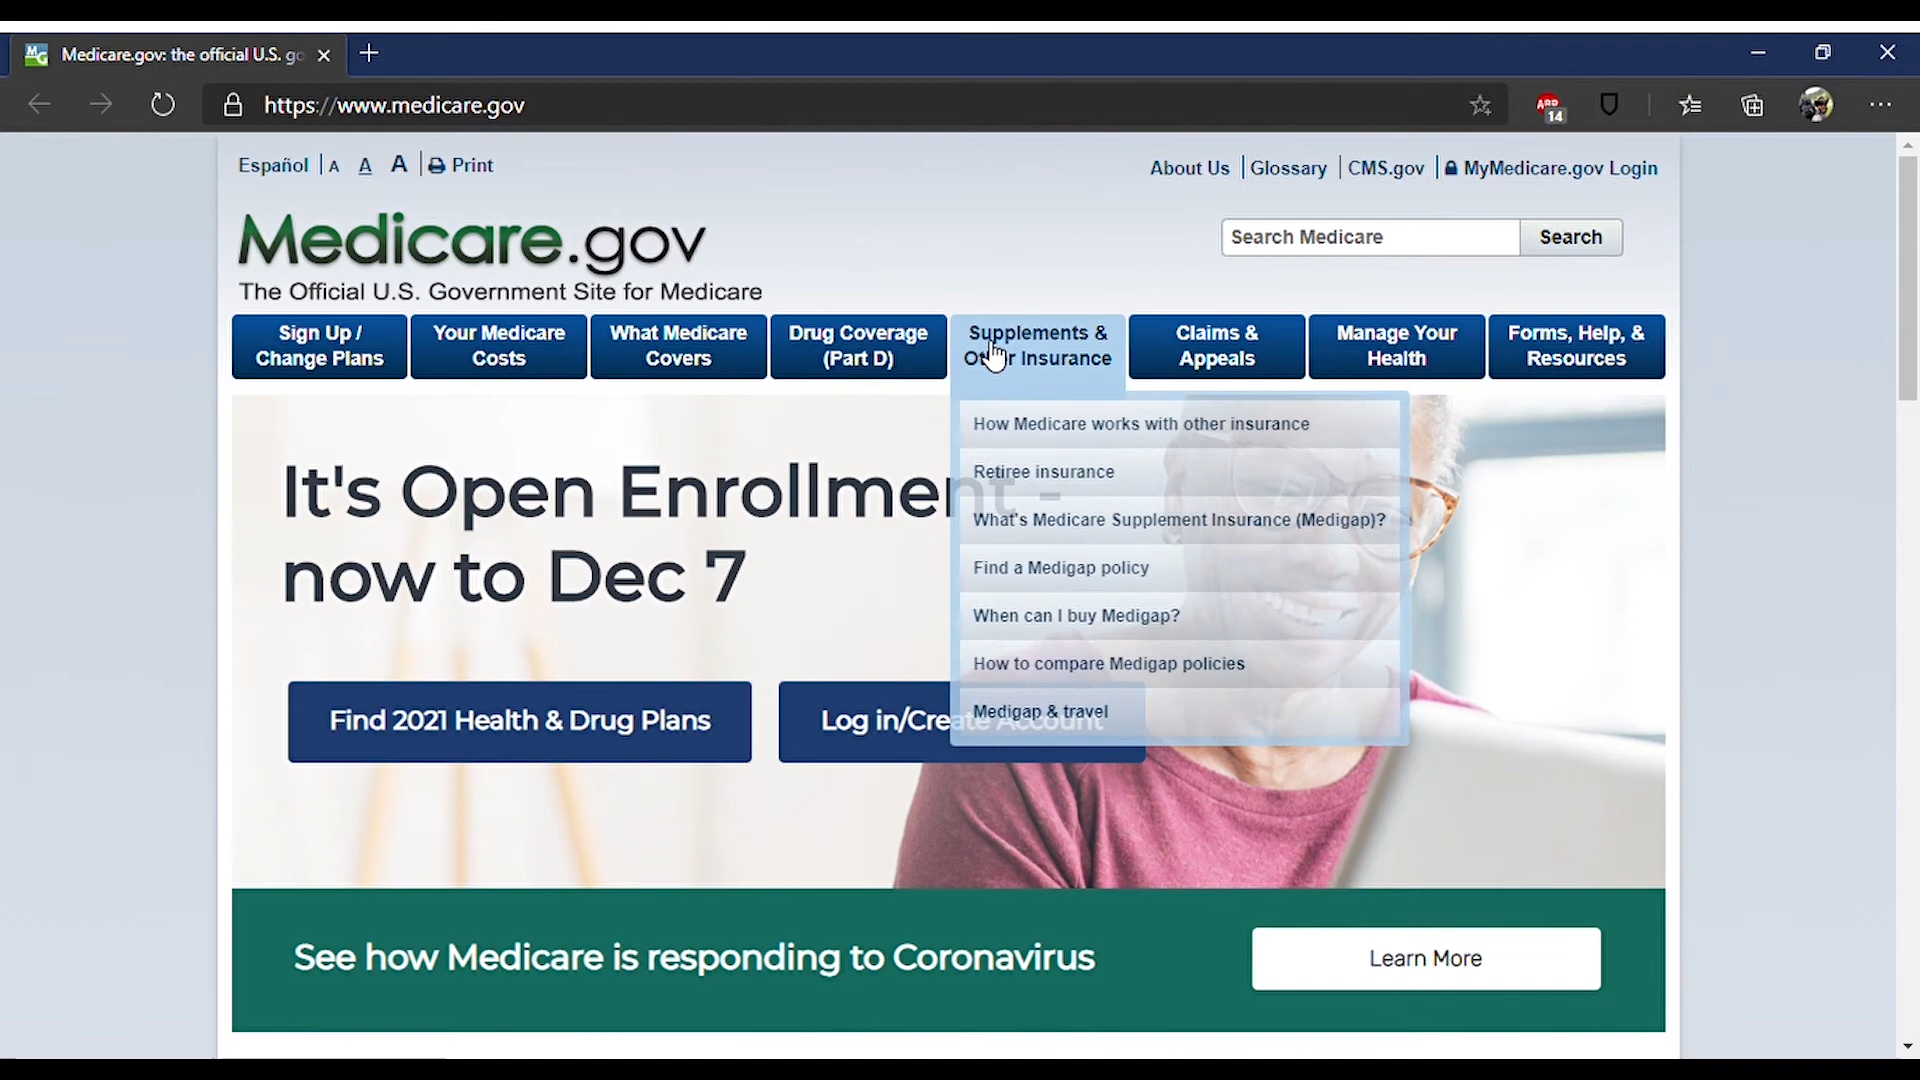 Medicare.gov: the official U.S. go
https://www.medicare.gov
14
Español A A A Print
About Us Glossary CMS.gov MyMedicare.gov Login
Medicare.gov
The Official U.S. Government Site for Medicare
Search Medicare Search
Sign Up /
Change Plans
Your Medicare
Costs
What Medicare
Covers
Drug Coverage
(Part D)
Supplements &
Other Insurance
Claims &
Appeals
Manage Your
Health
Forms, Help, &
Resources
How Medicare works with other insurance
Retiree insurance
What's Medicare Supplement Insurance (Medigap)?
Find a Medigap policy
When can I buy Medigap?
How to compare Medigap policies
Medigap & travel
It's Open Enrollment -
now to Dec 7
Find 2021 Health & Drug Plans
Log in/Create Account
See how Medicare is responding to Coronavirus
Learn More